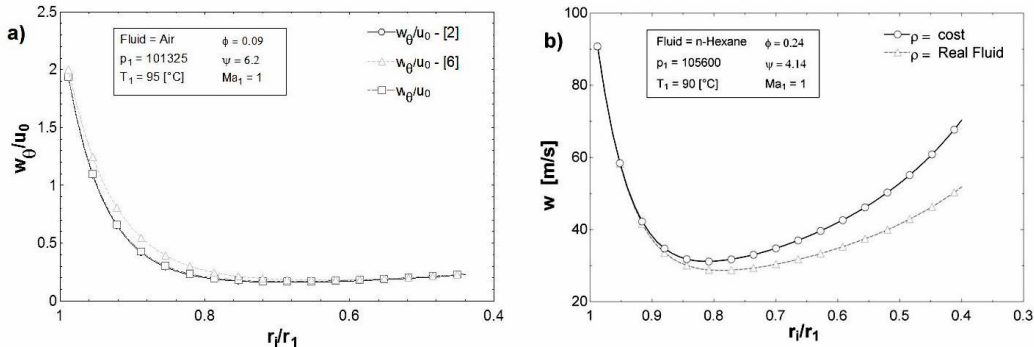 a)
Fluid = Air ϕ = 0.09
p1 = 101325 ψ = 6.2
T1 = 95 [°C] Ma1 = 1
wθ/u0 - [2]
wθ/u0 - [6]
wθ/u0
wθ/u0
2.5
2
1.5
1
0.5
0
1 0.8 0.6 0.4
ri/r1
b)
Fluid = n-Hexane ϕ = 0.24
p1 = 105600 ψ = 4.14
T1 = 90 [°C] Ma1 = 1
ρ = cost
ρ = Real Fluid
w [m/s]
100
80
60
40
20
1 0.9 0.8 0.7 0.6 0.5 0.4 0.3
ri/r1